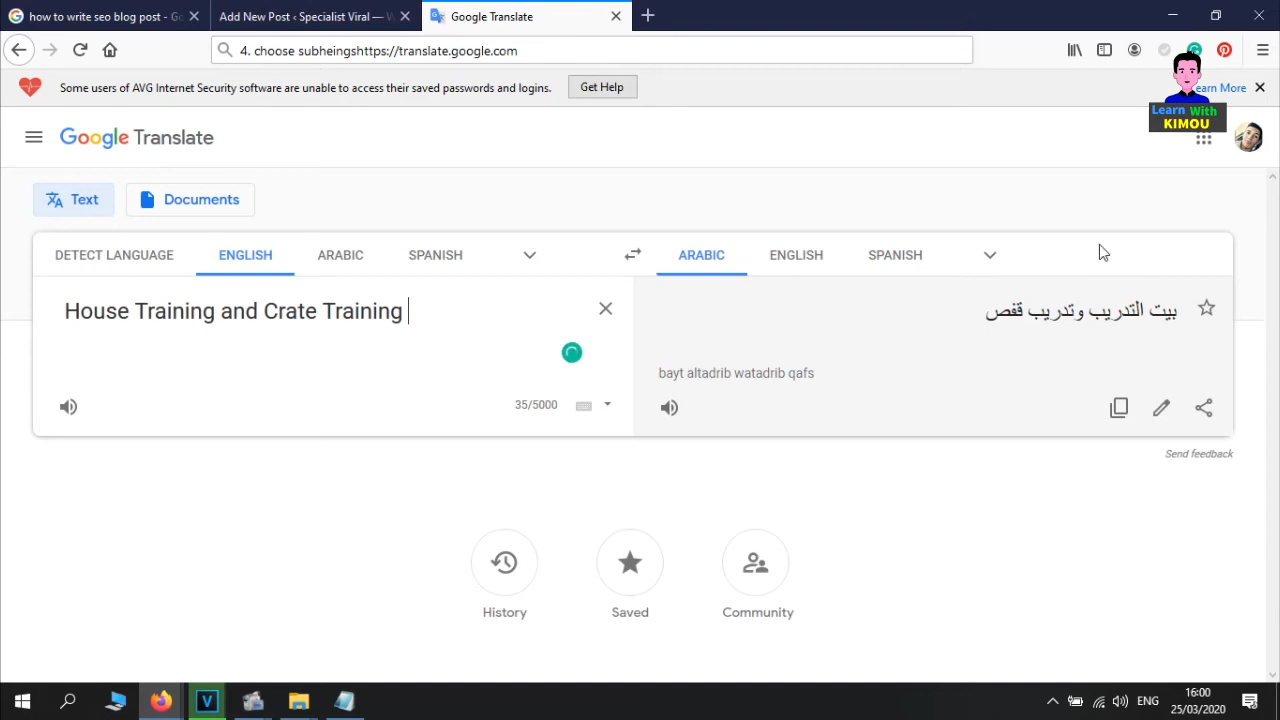 how to write seo blog post - Go
Add New Post ‹ Specialist Viral — W
Google Translate
4. choose subheingshttps://translate.google.com
Some users of AVG Internet Security software are unable to access their saved passwords and logins.
Get Help
earn More
Learn With
KIMOU
Google Translate
Text
Documents
DETECT LANGUAGE
ENGLISH
ARABIC
SPANISH
ARABIC
ENGLISH
SPANISH
House Training and Crate Training
بيت التدريب وتدريب قفص
bayt altadrib watadrib qafs
35/5000
Send feedback
History
Saved
Community
V
ENG
16:00
25/03/2020